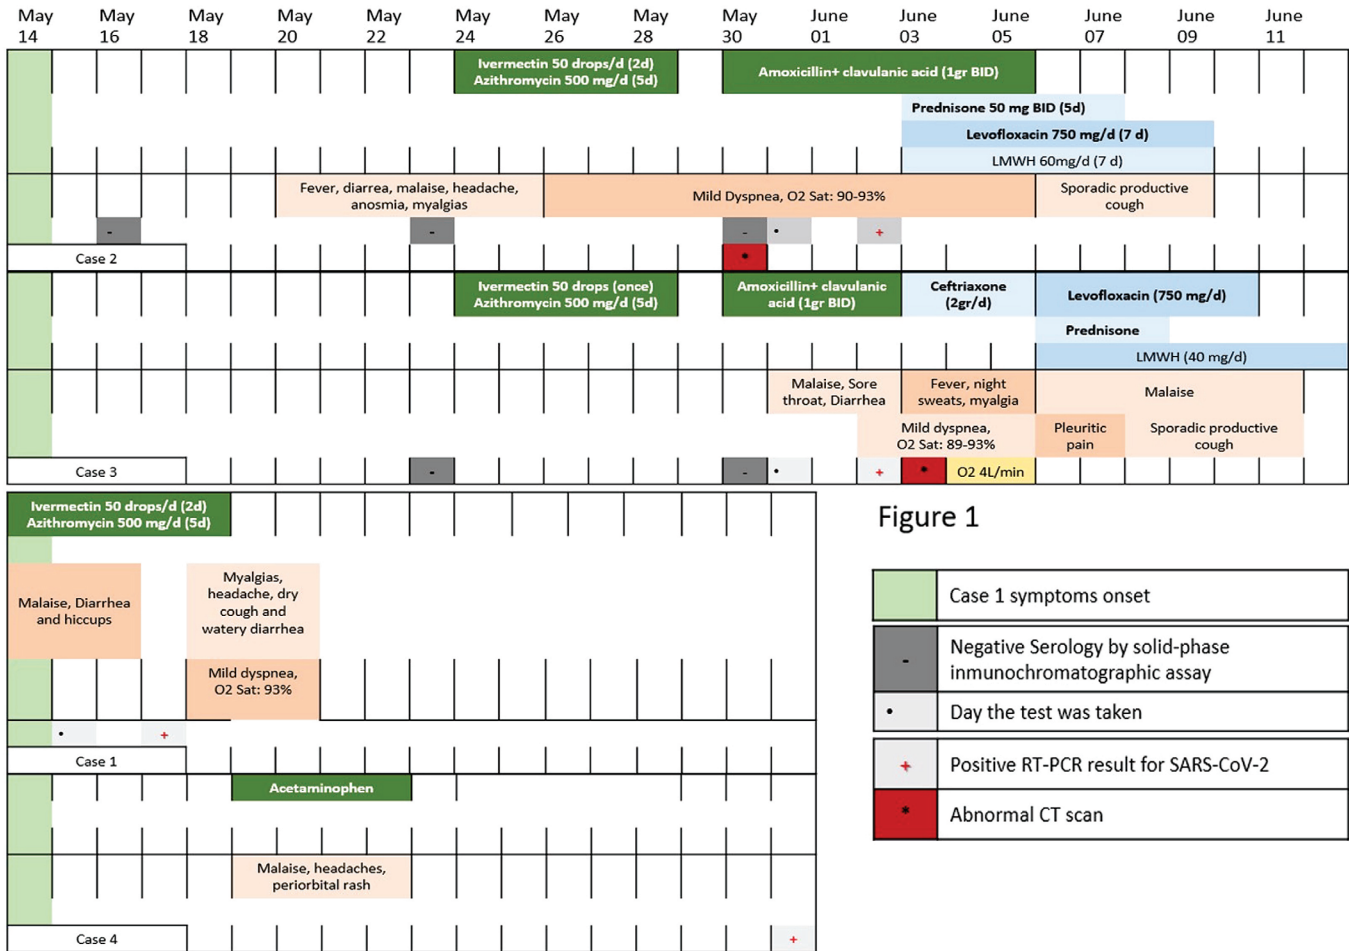 May May May May May May May May June June June June June June
14 16 18 20 22 24 26 28 30 01 03 05 07 09 11
Ivermectin 50 drops/d (2d)
Azithromycin 500 mg/d (5d)
Amoxicillin+ clavulanic acid (1gr BID)
Prednisone 50 mg BID (5d)
Levofloxacin 750 mg/d (7 d)
LMWH 60mg/d (7 d)
Fever, diarrea, malaise, headache,
anosmia, myalgias
Mild Dyspnea, O2 Sat: 90-93%
Sporadic productive
cough
- - - • +
Case 2
*
Ivermectin 50 drops (once)
Azithromycin 500 mg/d (5d)
Amoxicillin+ clavulanic
acid (1gr BID)
Ceftriaxone
(2gr/d)
Levofloxacin (750 mg/d)
Prednisone
LMWH (40 mg/d)
Malaise, Sore
throat, Diarrhea
Fever, night
sweats, myalgia
Malaise
Mild dyspnea,
O2 Sat: 89-93%
Pleuritic
pain
Sporadic productive
cough
Case 3
- - • + *
O2 4L/min
Ivermectin 50 drops/d (2d)
Azithromycin 500 mg/d (5d)
Malaise, Diarrhea
and hiccups
Myalgias,
headache, dry
cough and
watery diarrhea
Mild dyspnea,
O2 Sat: 93%
• +
Case 1
Acetaminophen
Malaise, headaches,
periorbital rash
Case 4
+
Figure 1
Case 1 symptoms onset
- Negative Serology by solid-phase
inmunochromatographic assay
• Day the test was taken
+ Positive RT-PCR result for SARS-CoV-2
* Abnormal CT scan